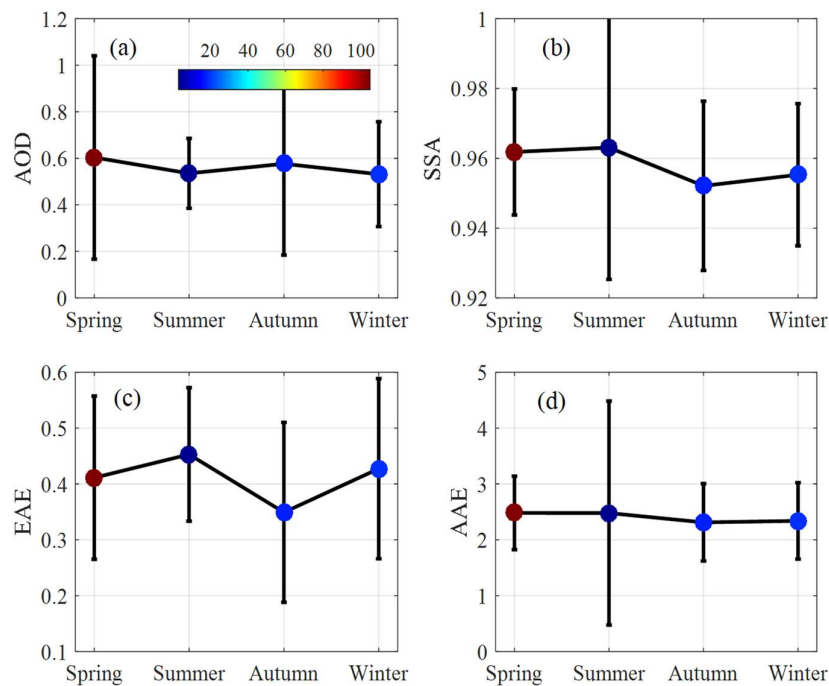 (a)
20 40 60 80 100
AOD
1.2
1
0.8
0.6
0.4
0.2
0
Spring Summer Autumn Winter
(b)
SSA
1
0.98
0.96
0.94
0.92
Spring Summer Autumn Winter
(c)
EAE
0.6
0.5
0.4
0.3
0.2
0.1
Spring Summer Autumn Winter
(d)
AAE
5
4
3
2
1
0
Spring Summer Autumn Winter